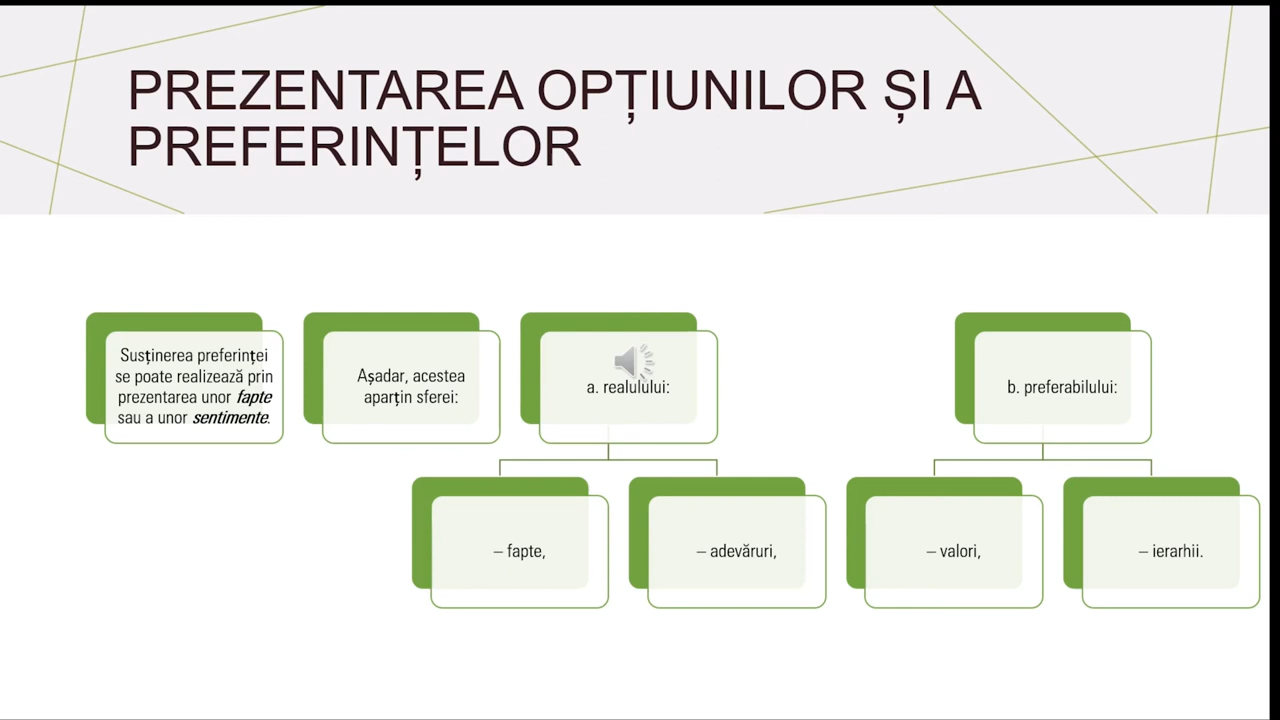 PREZENTAREA OPȚIUNILOR ȘI A
PREFERINȚELOR
Susținerea preferinței
se poate realizează prin
prezentarea unor fapte
sau a unor sentimente.
Așadar, acestea
aparțin sferei:
a. realulului:
b. preferabilului:
– fapte,
– adevăruri,
– valori,
– ierarhii.